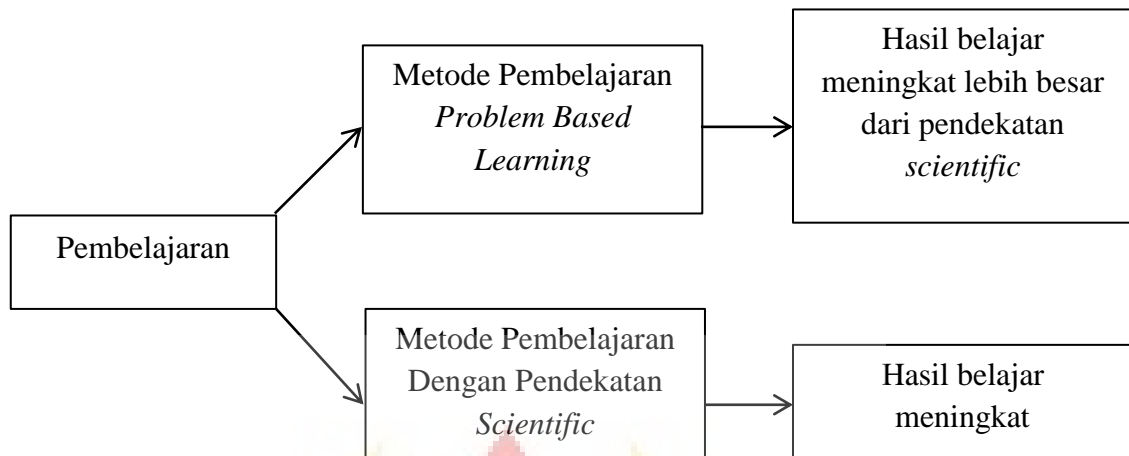 Pembelajaran
Metode Pembelajaran
Problem Based
Learning
Hasil belajar
meningkat lebih besar
dari pendekatan
scientific
Metode Pembelajaran
Dengan Pendekatan
Scientific
Hasil belajar
meningkat